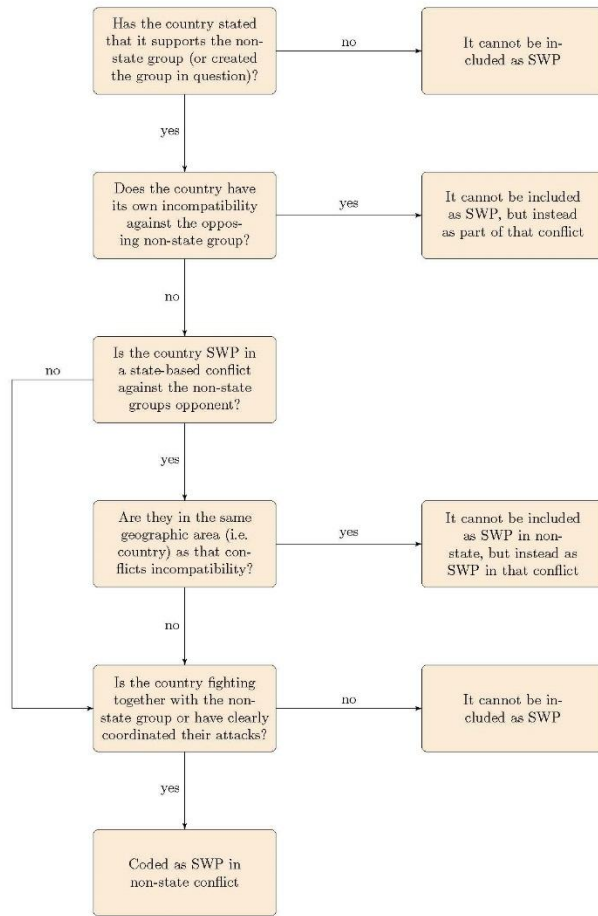 Has the country stated
that it supports the non-
state group (or created
the group in question)?
no
It cannot be in-
cluded as SWP
yes
Does the country have
its own incompatibility
against the oppos-
ing non-state group?
yes
It cannot be included
as SWP, but instead
as part of that conflict
no
Is the country SWP in
a state-based conflict
against the non-state
groups opponent?
no
yes
Are they in the same
geographic area (i.e.
country) as that con-
flicts incompatibility?
yes
It cannot be included
as SWP in non-
state, but instead as
SWP in that conflict
no
Is the country fighting
together with the non-
state group or have clearly
coordinated their attacks?
no
It cannot be in-
cluded as SWP
yes
Coded as SWP in
non-state conflict